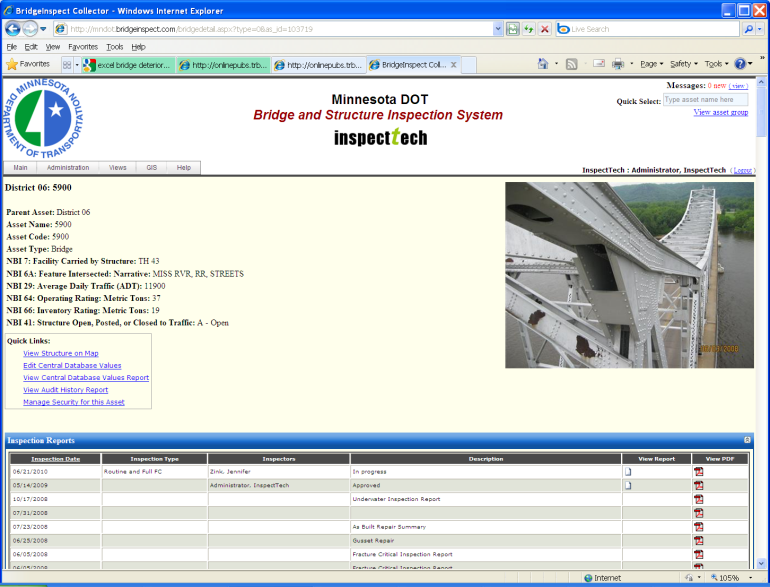 BridgeInspect Collector - Windows Internet Explorer
http://mndot.bridgeinspect.com/bridgedetail.aspx?type=0&as_id=103719
Live Search
File Edit View Favorites Tools Help
Favorites
excel bridge deterior...
http://onlinepubs.trb...
http://onlinepubs.trb...
BridgeInspect Coll... X
Page Safety Tools
MINNESOTA DEPARTMENT OF TRANSPORTATION
Minnesota DOT
Bridge and Structure Inspection System
inspecttech
Messages: 0 new ( view )
Quick Select: Type asset name here
View asset group
Main Administration Views GIS Help
InspectTech : Administrator, InspectTech ( Logout )
District 06: 5900
Parent Asset: District 06
Asset Name: 5900
Asset Code: 5900
Asset Type: Bridge
NBI 7: Facility Carried by Structure: TH 43
NBI 6A: Feature Intersected: Narrative: MISS RVR, RR, STREETS
NBI 29: Average Daily Traffic (ADT): 11900
NBI 64: Operating Rating: Metric Tons: 37
NBI 66: Inventory Rating: Metric Tons: 19
NBI 41: Structure Open, Posted, or Closed to Traffic: A - Open
Quick Links:
View Structure on Map
Edit Central Database Values
View Central Database Values Report
View Audit History Report
Manage Security for this Asset
Inspection Reports
Inspection Date Inspection Type Inspectors Description View Report View PDF
06/21/2010 Routine and Full FC Zink, Jennifer In progress
05/14/2009 Administrator, InspectTech Approved
10/17/2008 Underwater Inspection Report
07/31/2008
07/23/2008 As Built Repair Summary
06/25/2008 Gusset Repair
06/05/2008 Fracture Critical Inspection Report
06/05/2008 Fracture Critical Inspection Report
Internet
105%